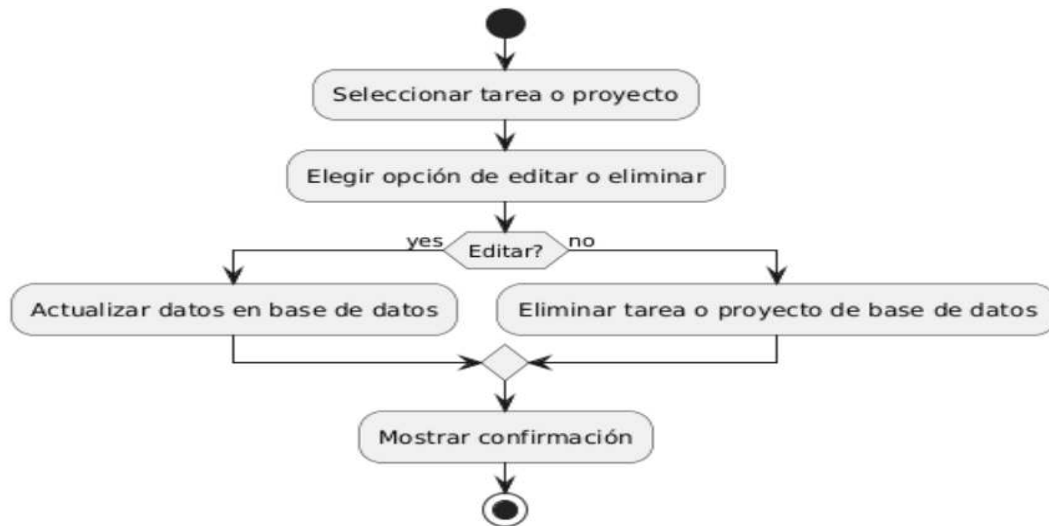 Seleccionar tarea o proyecto
Elegir opción de editar o eliminar
yes
Editar?
no
Actualizar datos en base de datos
Eliminar tarea o proyecto de base de datos
Mostrar confirmación